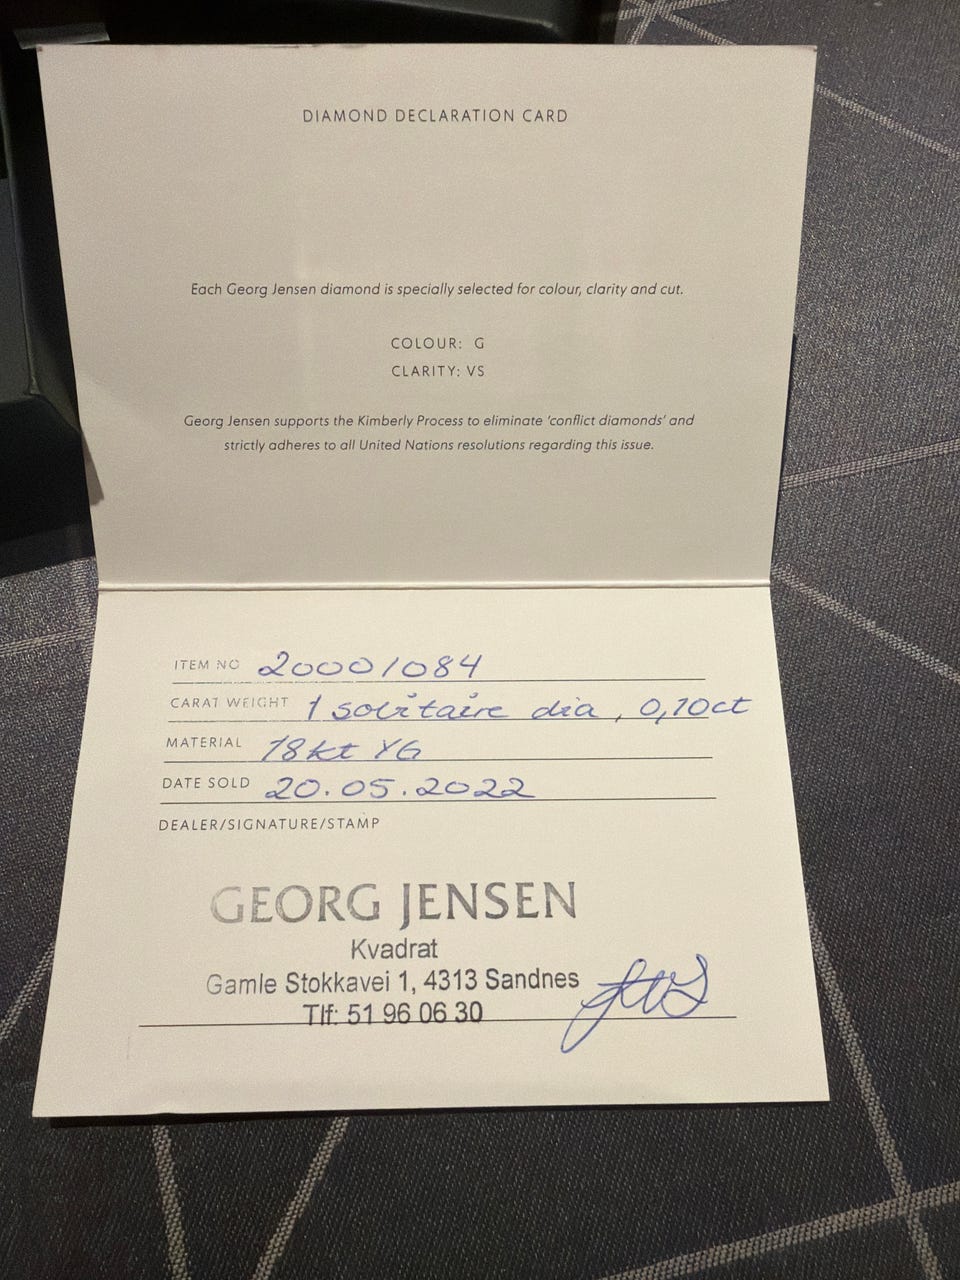 DIAMOND DECLARATION CARD
Each Georg Jensen diamond is specially selected for colour, clarity and cut.
COLOUR: G
CLARITY: VS
Georg Jensen supports the Kimberly Process to eliminate 'conflict diamonds' and
strictly adheres to all United Nations resolutions regarding this issue.
ITEM NO 20001084
CARAT WEIGHT 1 solitaire dia, 0,10ct
MATERIAL 18kt YG
DATE SOLD 20.05.2022
DEALER/SIGNATURE/STAMP
GEORG JENSEN
Kvadrat
Gamle Stokkavei 1, 4313 Sandnes
Tlf: 51 96 06 30